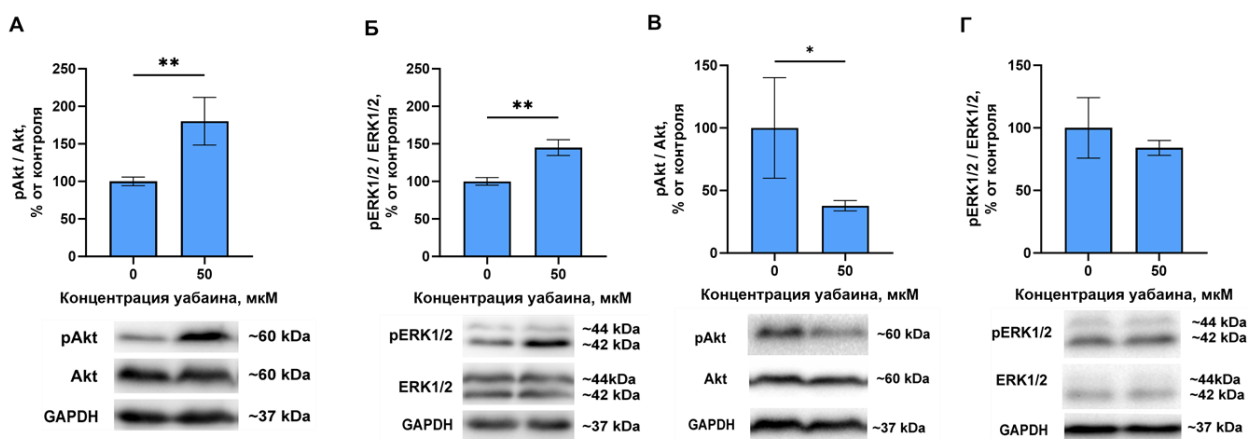 А
pAkt / Akt,
% от контроля
250
200
150
100
50
0
**
0
50
Концентрация уабаина, мкМ
pAkt
~60 kDa
Akt
~60 kDa
GAPDH
~37 kDa
Б
pERK1/2 / ERK1/2,
% от контроля
250
200
150
100
50
0
**
0
50
Концентрация уабаина, мкМ
pERK1/2
~44 kDa
~42 kDa
ERK1/2
~44kDa
~42 kDa
GAPDH
~37 kDa
В
pAkt / Akt,
% от контроля
150
100
50
0
*
0
50
Концентрация уабаина, мкМ
pAkt
~60 kDa
Akt
~60 kDa
GAPDH
~37 kDa
Г
pERK1/2 / ERK1/2,
% от контроля
150
100
50
0
0
50
Концентрация уабаина, мкМ
pERK1/2
~44 kDa
~42 kDa
ERK1/2
~44kDa
~42 kDa
GAPDH
~37 kDa